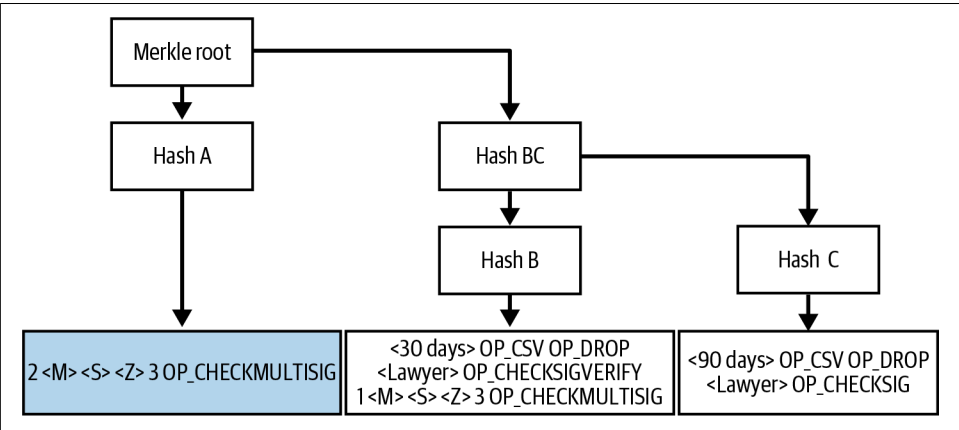 Merkle root
Hash A
Hash BC
Hash B
Hash C
2 <M> <S> <Z> 3 OP_CHECKMULTISIG
<30 days> OP_CSV OP_DROP
<Lawyer> OP_CHECKSIGVERIFY
1 <M> <S> <Z> 3 OP_CHECKMULTISIG
<90 days> OP_CSV OP_DROP
<Lawyer> OP_CHECKSIG